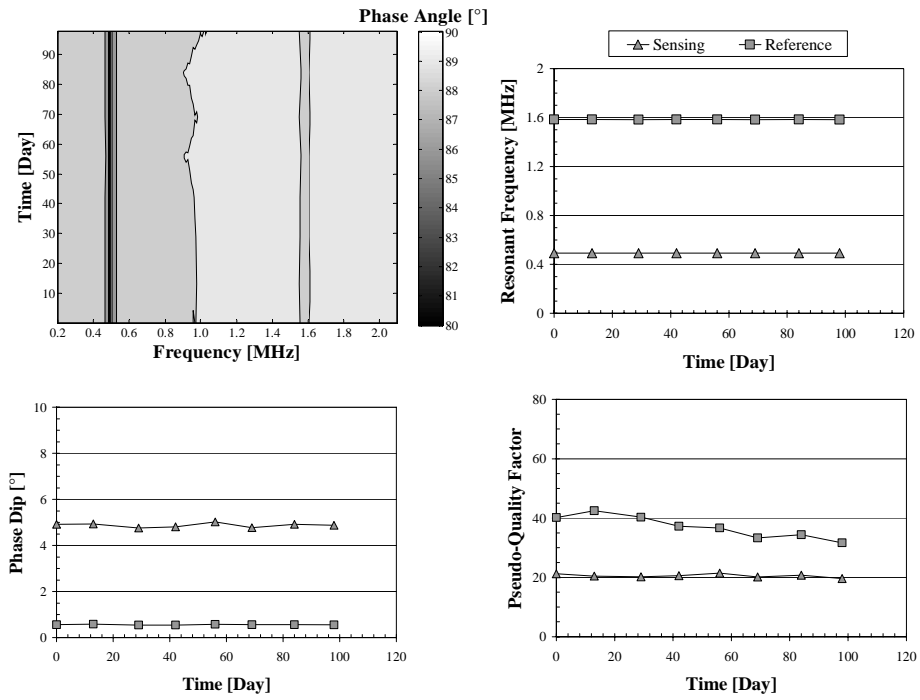 Phase Angle [°]
90
90
89
80
88
70
87
60
86
50
85
40
84
30
83
20
82
10
81
80
0.2 0.4 0.6 0.8 1.0 1.2 1.4 1.6 1.8 2.0
Time [Day]
Frequency [MHz]
Sensing Reference
2
1.6
1.2
0.8
0.4
0
0 20 40 60 80 100 120
Resonant Frequency [MHz]
Time [Day]
10
8
6
4
2
0
0 20 40 60 80 100 120
Phase Dip [°]
Time [Day]
80
60
40
20
0
0 20 40 60 80 100 120
Pseudo-Quality Factor
Time [Day]